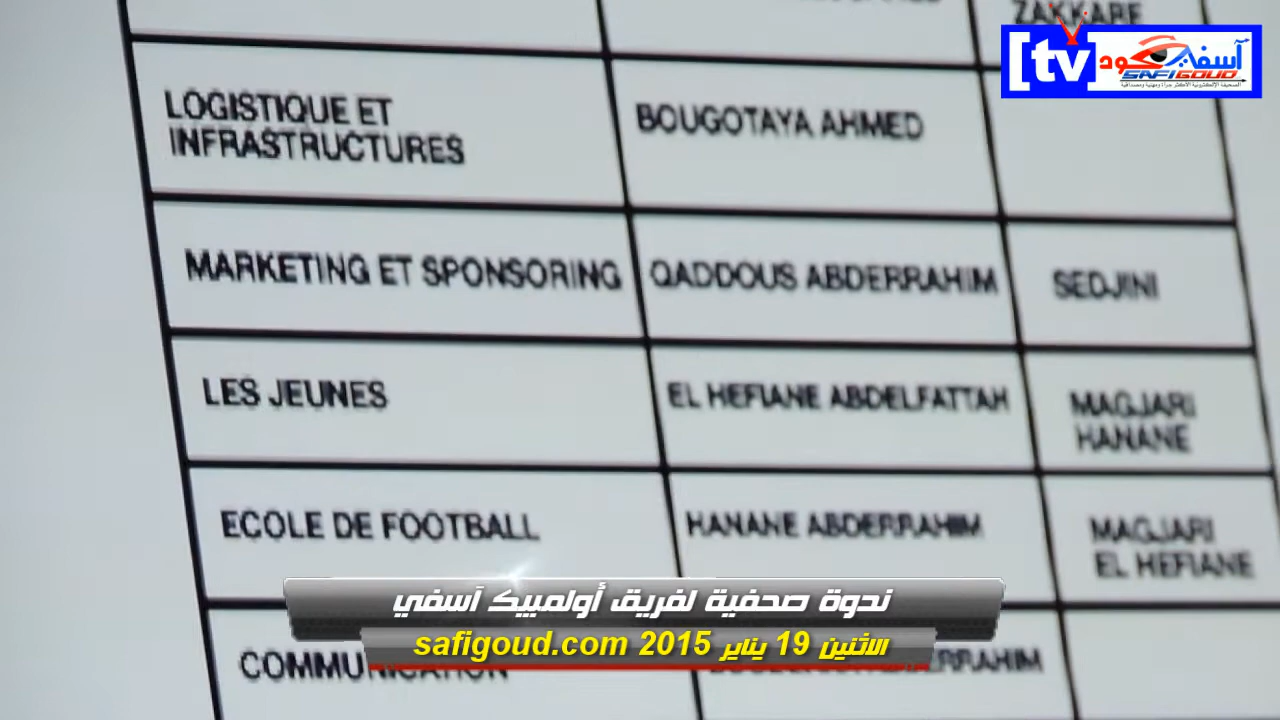 ZAKKARE
[tv]
آسفي كود
SAFIGOUD
LOGISTIQUE ET
INFRASTRUCTURES
BOUGOTAYA AHMED
MARKETING ET SPONSORING
QADDOUS ABDERRAHIM
SEDJINI
LES JEUNES
EL HEFIANE ABDELFATTAH
MAGJARI
HANANE
ECOLE DE FOOTBALL
HANANE ABDERRAHIM
MAGJARI
EL HEFIANE
ندوة صحفية لفريق أولمبيك آسفي
الاثنين 19 يناير 2015 safigoud.com
COMMUNICATION